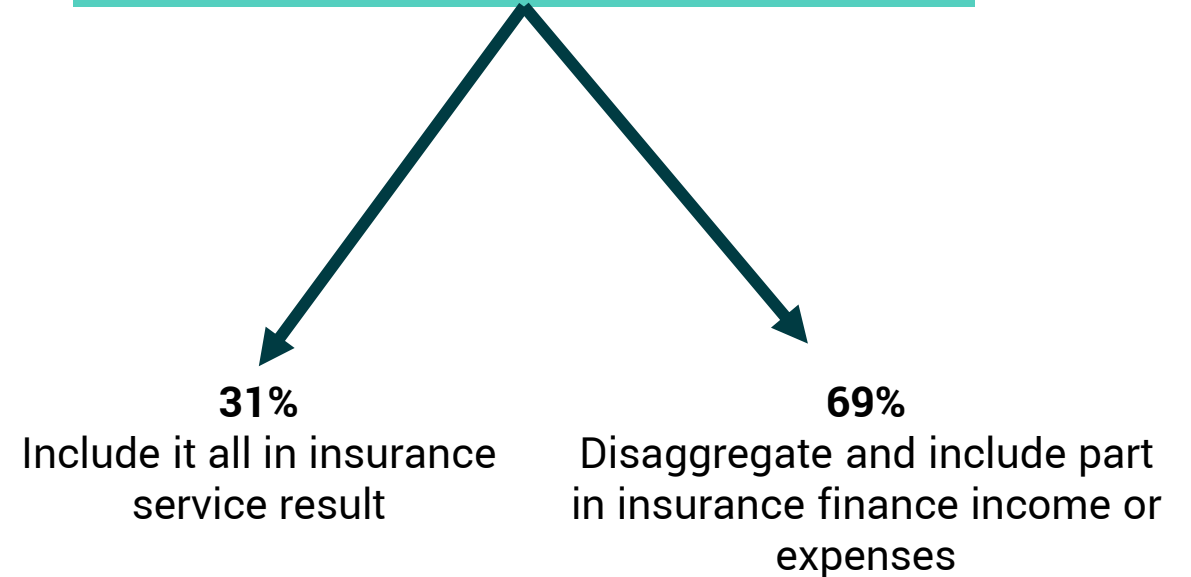 31%
Include it all in insurance
service result
69%
Disaggregate and include part
in insurance finance income or
expenses